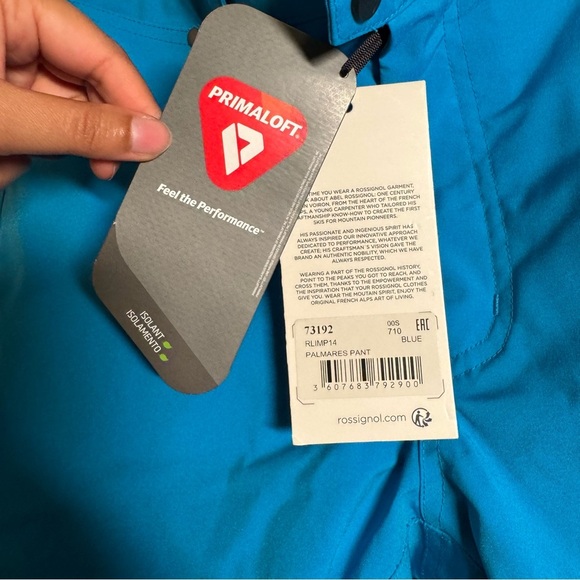 PRIMALOFT®
Feel the Performance™
ISOLANT
ISOLAMENTO
TIME YOU WEAR A ROSSIGNOL GARMENT,
ABOUT ABEL ROSSIGNOL: ONE CENTURY
VOIRON, FROM THE HEART OF THE FRENCH
A YOUNG CARPENTER WHO TAILORED HIS
KNOW-HOW TO CREATE THE FIRST
SKIS FOR MOUNTAIN PIONNEERS.
HIS PASSIONATE AND INGENIOUS SPIRIT HAS
ALWAYS INSPIRED OUR INNOVATIVE APPROACH
DEDICATED TO PERFORMANCE, WHATEVER WE
CREATE; HIS CRAFTSMAN'S VISION GAVE THE
BRAND AN AUTHENTIC NOBILITY, WHICH WE HAVE
ALWAYS RESPECTED.
WEARING A PART OF THE ROSSIGNOL HISTORY,
POINT TO THE PEAKS YOU GOT TO REACH, AND
CROSS THEM, THANKS TO THE EMPOWERMENT AND
THE INSPIRATION THAT YOUR ROSSIGNOL CLOTHES
GIVE YOU. WEAR THE MOUTAIN SPIRIT, ENJOY THE
ORIGINAL FRENCH ALPS ART OF LIVING.
73192 00S EAC
RLIMP14 710 BLUE
PALMARES PANT
3 607683 792900
rossignol.com